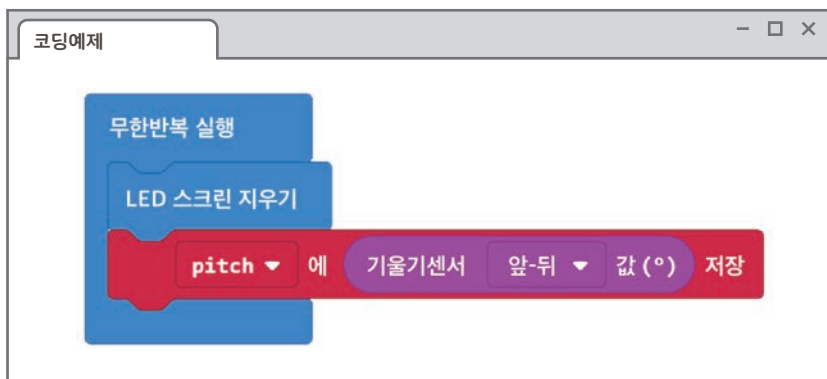 코딩예제
무한반복 실행
LED 스크린 지우기
pitch 에 기울기센서 앞-뒤 값 (°) 저장